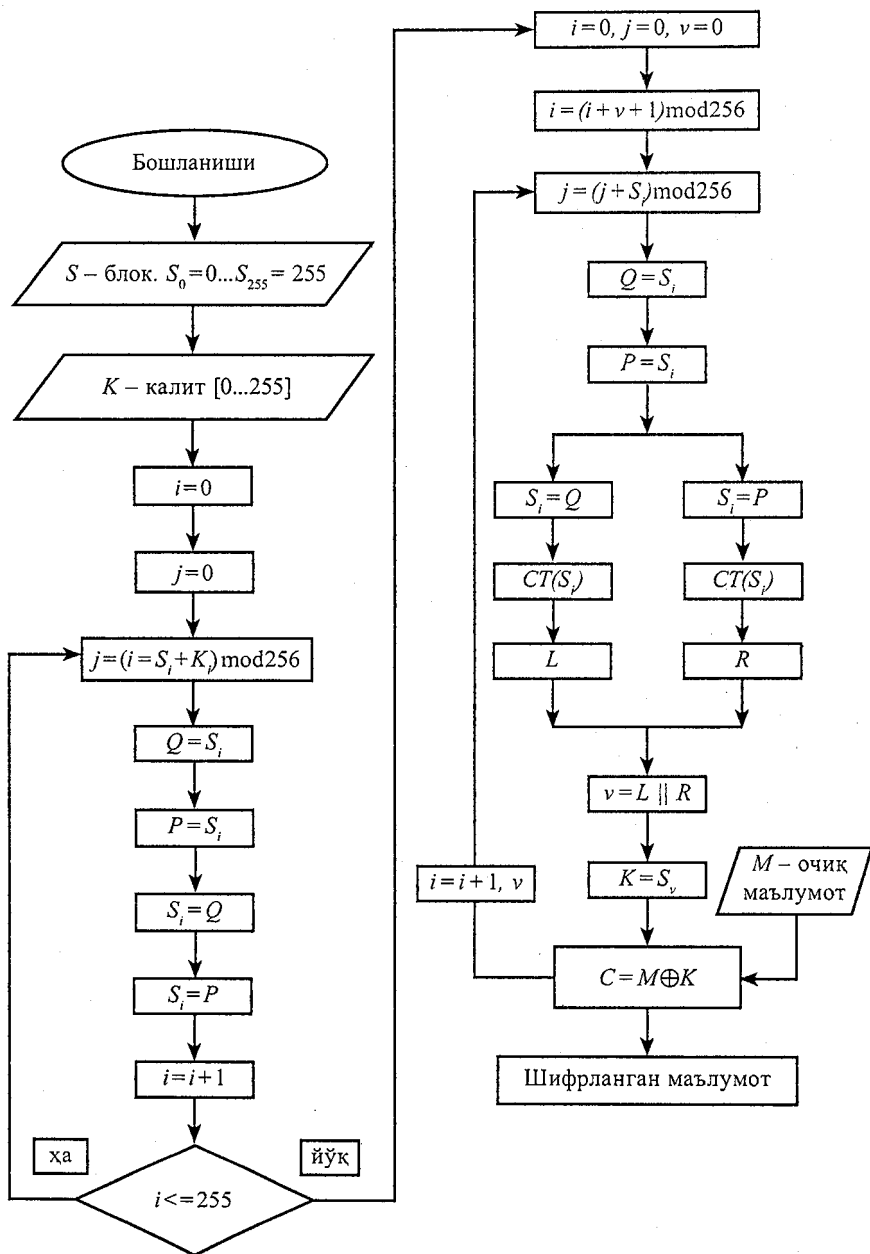 Бошланиши
S – блок. S₀=0...S₂₅₅= 255
K – калит [0...255]
i=0
j=0
j=(i=Sᵢ+Kᵢ)mod256
Q=Sᵢ
P=Sᵢ
Sᵢ=Q
Sᵢ=P
i=i+1
ҳа
йўқ
i<=255
i=0, j=0, v=0
i=(i+v+1)mod256
j=(j+Sᵢ)mod256
Q=Sᵢ
P=Sᵢ
Sᵢ=Q
Sᵢ=P
CT(Sᵢ)
CT(Sᵢ)
L
R
v=L || R
i=i+1, v
K=Sᵥ
M – очиқ
маълумот
C=M⊕K
Шифрланган маълумот